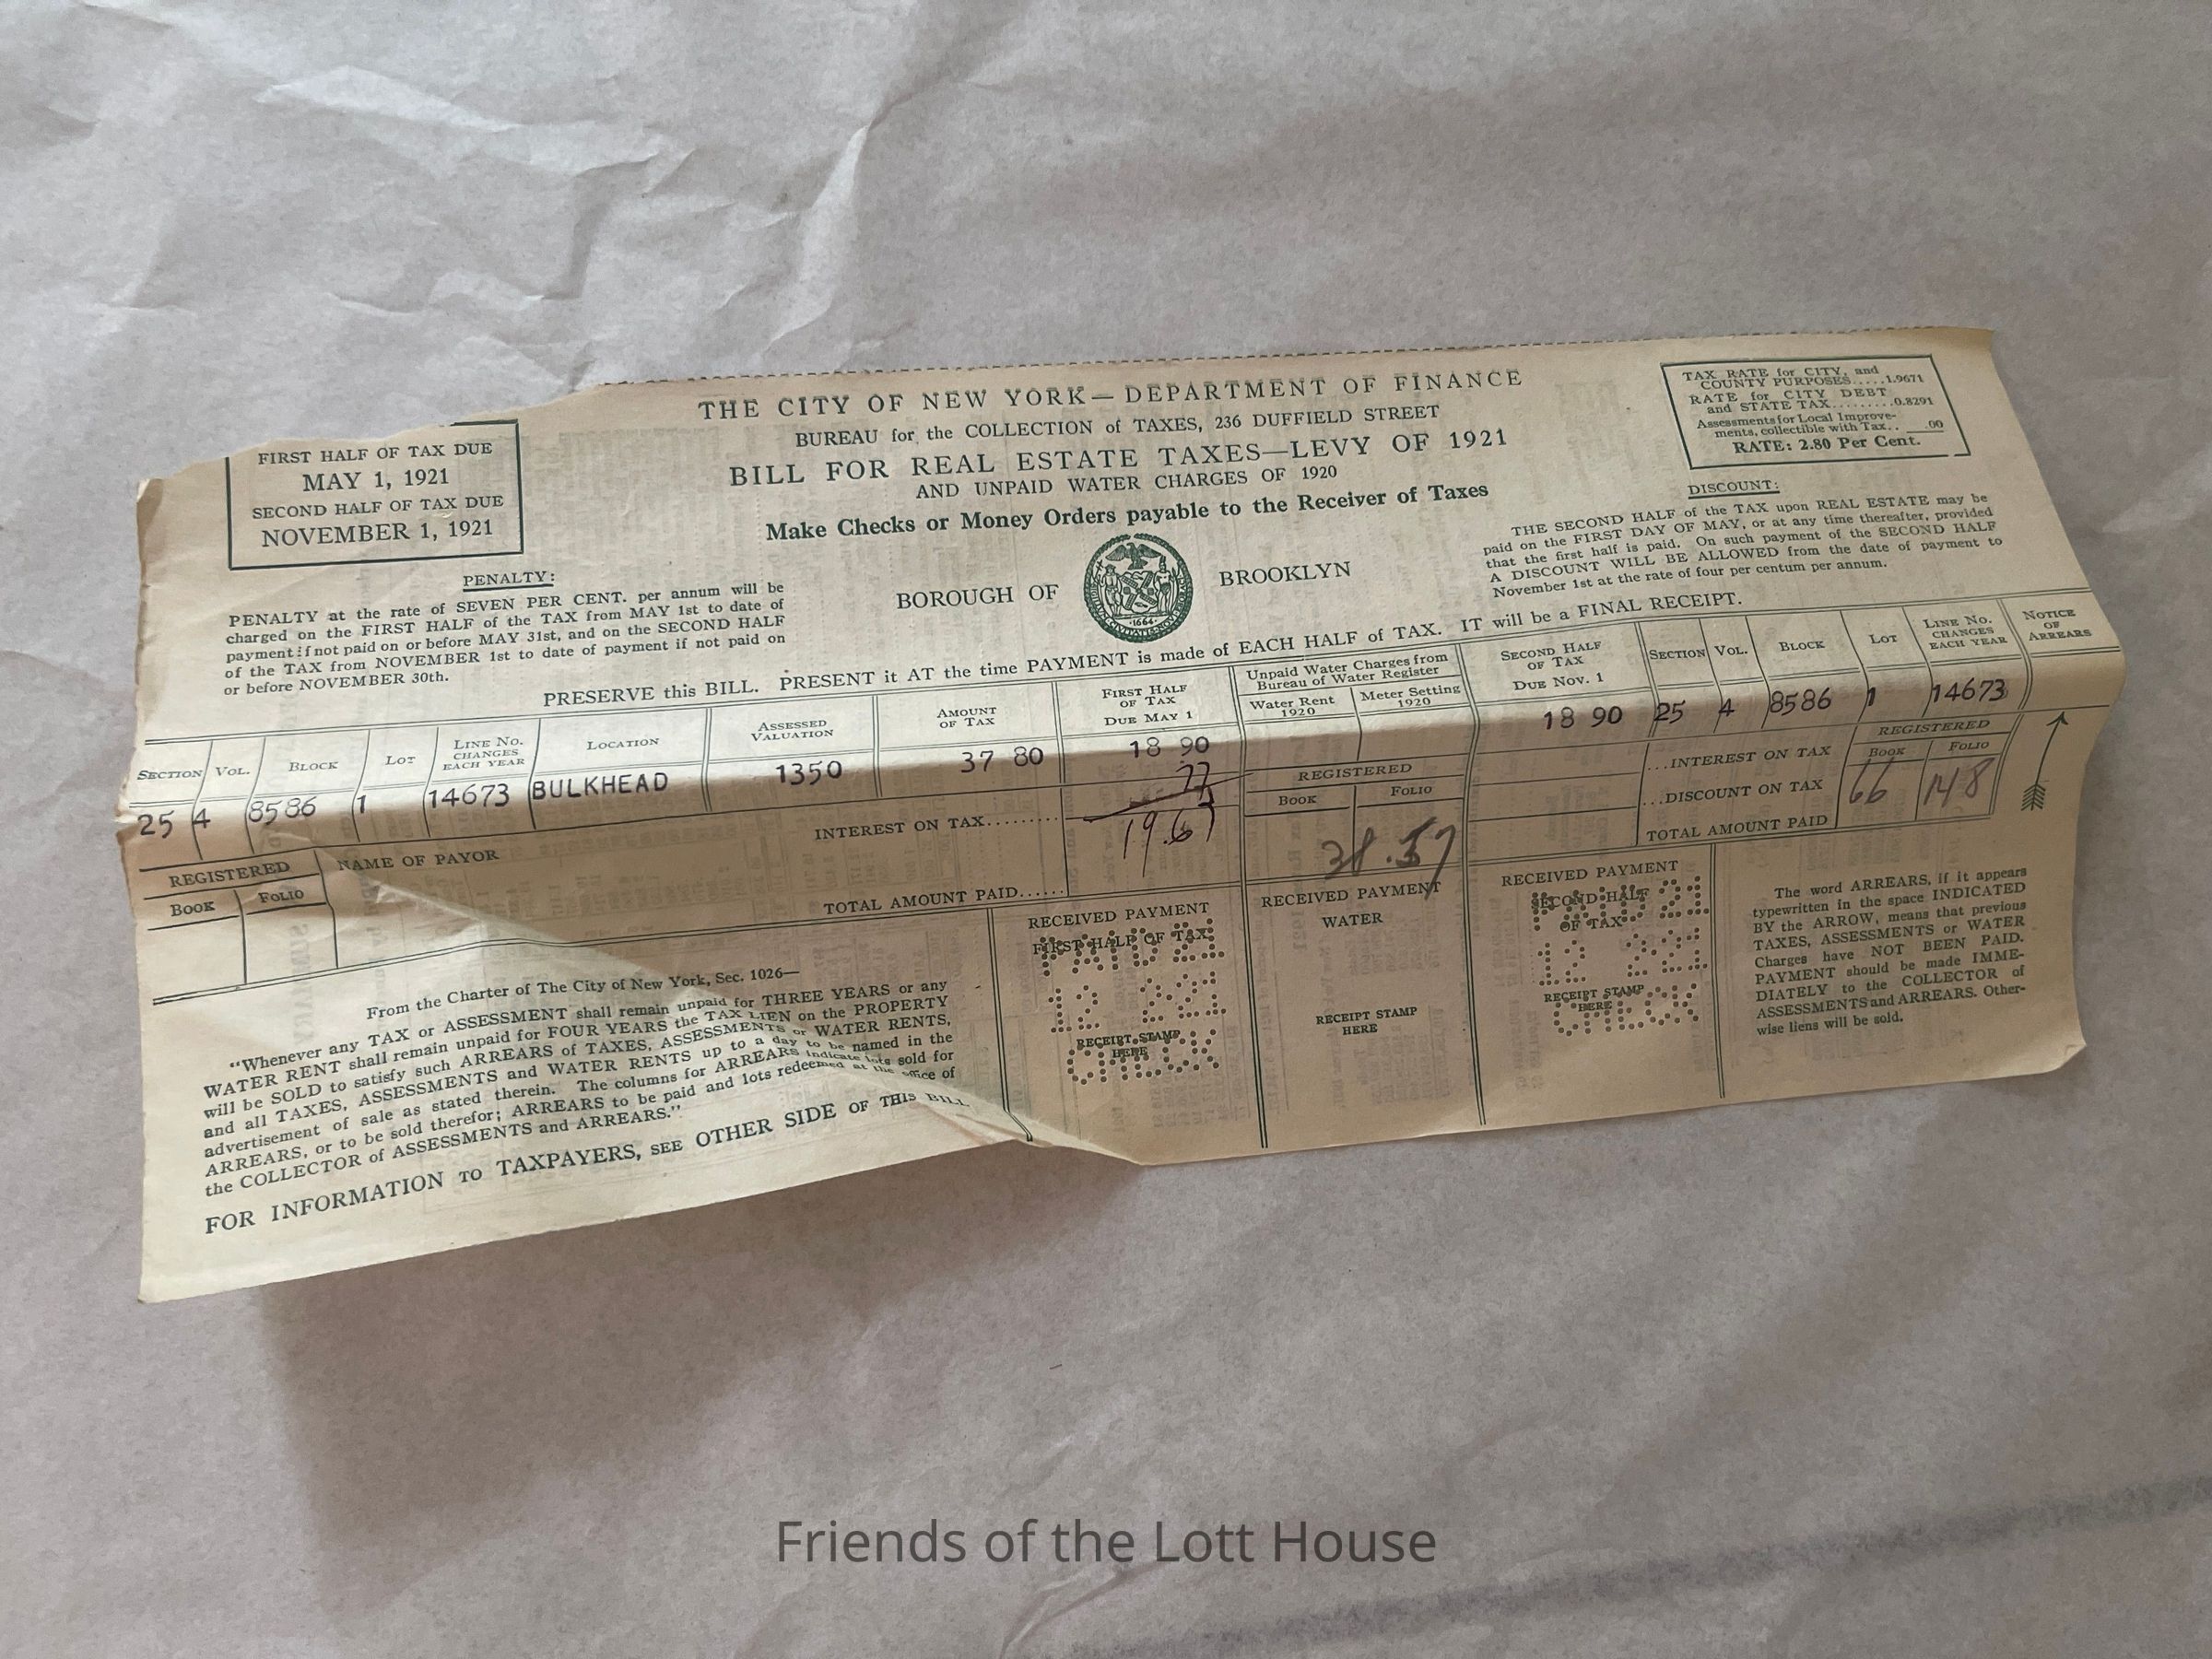 THE CITY OF NEW YORK — DEPARTMENT OF FINANCE
BUREAU for the COLLECTION of TAXES, 236 DUFFIELD STREET
BILL FOR REAL ESTATE TAXES—LEVY OF 1921
AND UNPAID WATER CHARGES OF 1920
Make Checks or Money Orders payable to the Receiver of Taxes
BOROUGH OF BROOKLYN
1664
FIRST HALF OF TAX DUE
MAY 1, 1921
SECOND HALF OF TAX DUE
NOVEMBER 1, 1921
PENALTY:
PENALTY at the rate of SEVEN PER CENT. per annum will be
charged on the FIRST HALF of the TAX from MAY 1st to date of
payment if not paid on or before MAY 31st, and on the SECOND HALF
of the TAX from NOVEMBER 1st to date of payment if not paid on
or before NOVEMBER 30th.
TAX RATE for CITY, and
COUNTY PURPOSES.....1.9671
RATE for CITY DEBT
and STATE TAX.........0.8291
Assessments for Local Improve-
ments, collectible with Tax.. .00
RATE: 2.80 Per Cent.
DISCOUNT:
THE SECOND HALF of the TAX upon REAL ESTATE may be
paid on the FIRST DAY OF MAY, or at any time thereafter, provided
that the first half is paid. On such payment of the SECOND HALF
A DISCOUNT WILL BE ALLOWED from the date of payment to
November 1st at the rate of four per centum per annum.
PRESERVE this BILL. PRESENT it AT the time PAYMENT is made of EACH HALF of TAX. IT will be a FINAL RECEIPT.
SECTION VOL. BLOCK LOT LINE No. CHANGES EACH YEAR LOCATION ASSESSED VALUATION AMOUNT OF TAX FIRST HALF OF TAX DUE MAY 1
25 4 8586 1 14673 BULKHEAD 1350 37 80 18 90
Unpaid Water Charges from
Bureau of Water Register
Water Rent 1920 Meter Setting 1920
SECOND HALF OF TAX DUE NOV. 1 SECTION VOL. BLOCK LOT LINE No. CHANGES EACH YEAR NOTICE OF ARREARS
18 90 25 4 8586 1 14673
REGISTERED
BOOK FOLIO
NAME OF PAYOR
INTEREST ON TAX.........
77
19.67
TOTAL AMOUNT PAID......
REGISTERED
BOOK FOLIO
38.57
...INTEREST ON TAX
...DISCOUNT ON TAX
TOTAL AMOUNT PAID
REGISTERED
BOOK FOLIO
66 148
From the Charter of The City of New York, Sec. 1026—
"Whenever any TAX or ASSESSMENT shall remain unpaid for THREE YEARS or any
WATER RENT shall remain unpaid for FOUR YEARS the TAX LIEN on the PROPERTY
will be SOLD to satisfy such ARREARS of TAXES, ASSESSMENTS or WATER RENTS,
and all TAXES, ASSESSMENTS and WATER RENTS up to a day to be named in the
advertisement of sale as stated therein. The columns for ARREARS indicate lots sold for
ARREARS, or to be sold therefor; ARREARS to be paid and lots redeemed at the office of
the COLLECTOR of ASSESSMENTS and ARREARS."
FOR INFORMATION TO TAXPAYERS, SEE OTHER SIDE OF THIS BILL.
RECEIVED PAYMENT
FIRST HALF OF TAX
PAID 21
12 2 21
RECEIPT STAMP
HERE
CHECK
RECEIVED PAYMENT
WATER
RECEIPT STAMP
HERE
RECEIVED PAYMENT
SECOND HALF
OF TAX
PAID 21
12 2 21
RECEIPT STAMP
HERE
CHECK
The word ARREARS, if it appears
typewritten in the space INDICATED
BY the ARROW, means that previous
TAXES, ASSESSMENTS or WATER
Charges have NOT BEEN PAID.
PAYMENT should be made IMME-
DIATELY to the COLLECTOR of
ASSESSMENTS and ARREARS. Other-
wise liens will be sold.
Friends of the Lott House